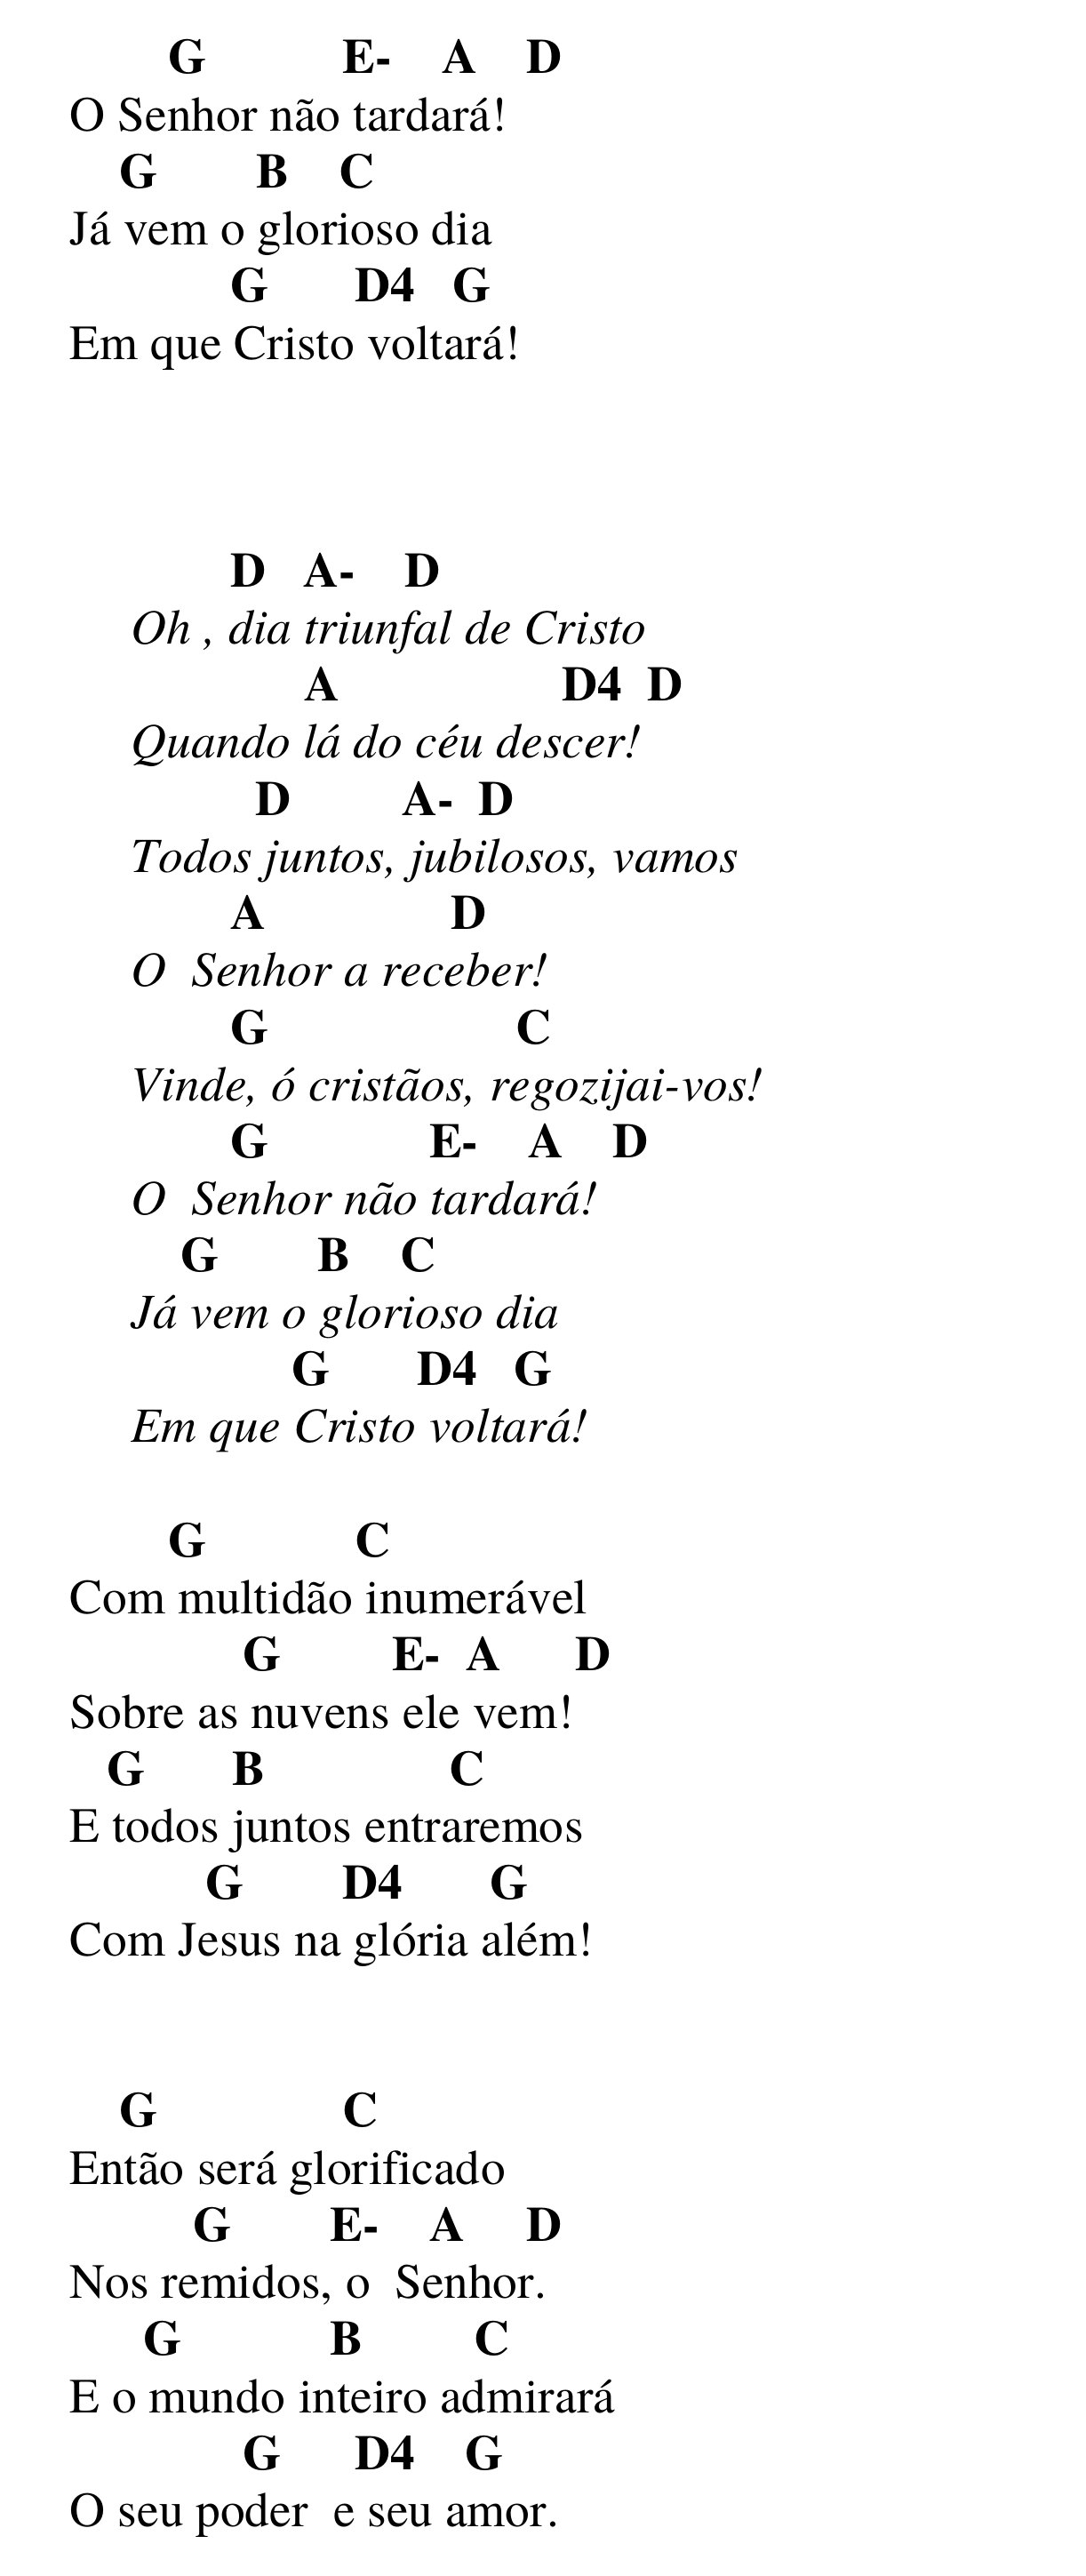 G E- A D
O Senhor não tardará!
G B C
Já vem o glorioso dia
G D4 G
Em que Cristo voltará!
D A- D
Oh , dia triunfal de Cristo
A D4 D
Quando lá do céu descer!
D A- D
Todos juntos, jubilosos, vamos
A D
O Senhor a receber!
G C
Vinde, ó cristãos, regozijai-vos!
G E- A D
O Senhor não tardará!
G B C
Já vem o glorioso dia
G D4 G
Em que Cristo voltará!
G C
Com multidão inumerável
G E- A D
Sobre as nuvens ele vem!
G B C
E todos juntos entraremos
G D4 G
Com Jesus na glória além!
G C
Então será glorificado
G E- A D
Nos remidos, o Senhor.
G B C
E o mundo inteiro admirará
G D4 G
O seu poder e seu amor.